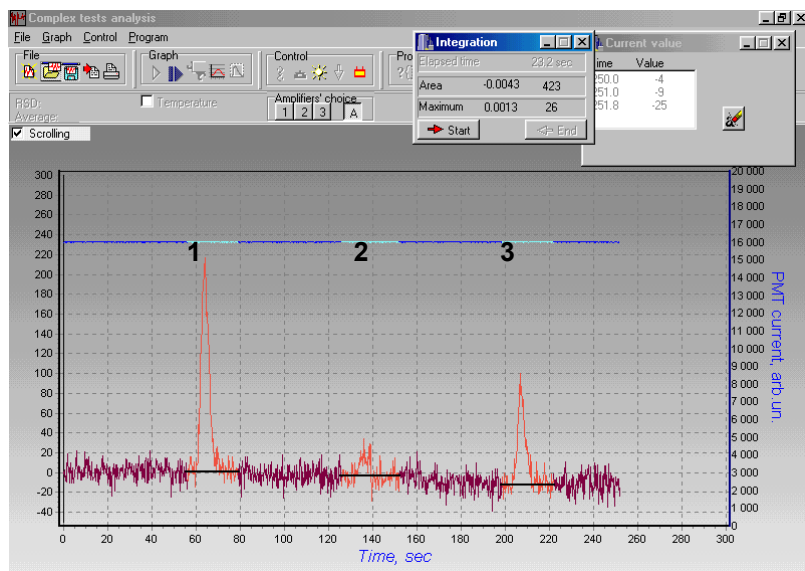 Complex tests analysis
File Graph Control Program
File Graph Control Pro
RSD:
Average:
Temperature
Amplifiers' choice
1 2 3 A
Scrolling
Integration
Elapsed time 23.2 sec
Area -0.0043 423
Maximum 0.0013 26
Start End
Current value
Time Value
250.0 -4
251.0 -9
251.8 -25
300
280
260
240
220
200
180
160
140
120
100
80
60
40
20
0
-20
-40
1 2 3
20 000
19 000
18 000
17 000
16 000
15 000
14 000
13 000
12 000
11 000
10 000
9 000
8 000
7 000
6 000
5 000
4 000
3 000
2 000
1 000
0
PMT current, arb.un.
0 20 40 60 80 100 120 140 160 180 200 220 240 260 280 300
Time, sec